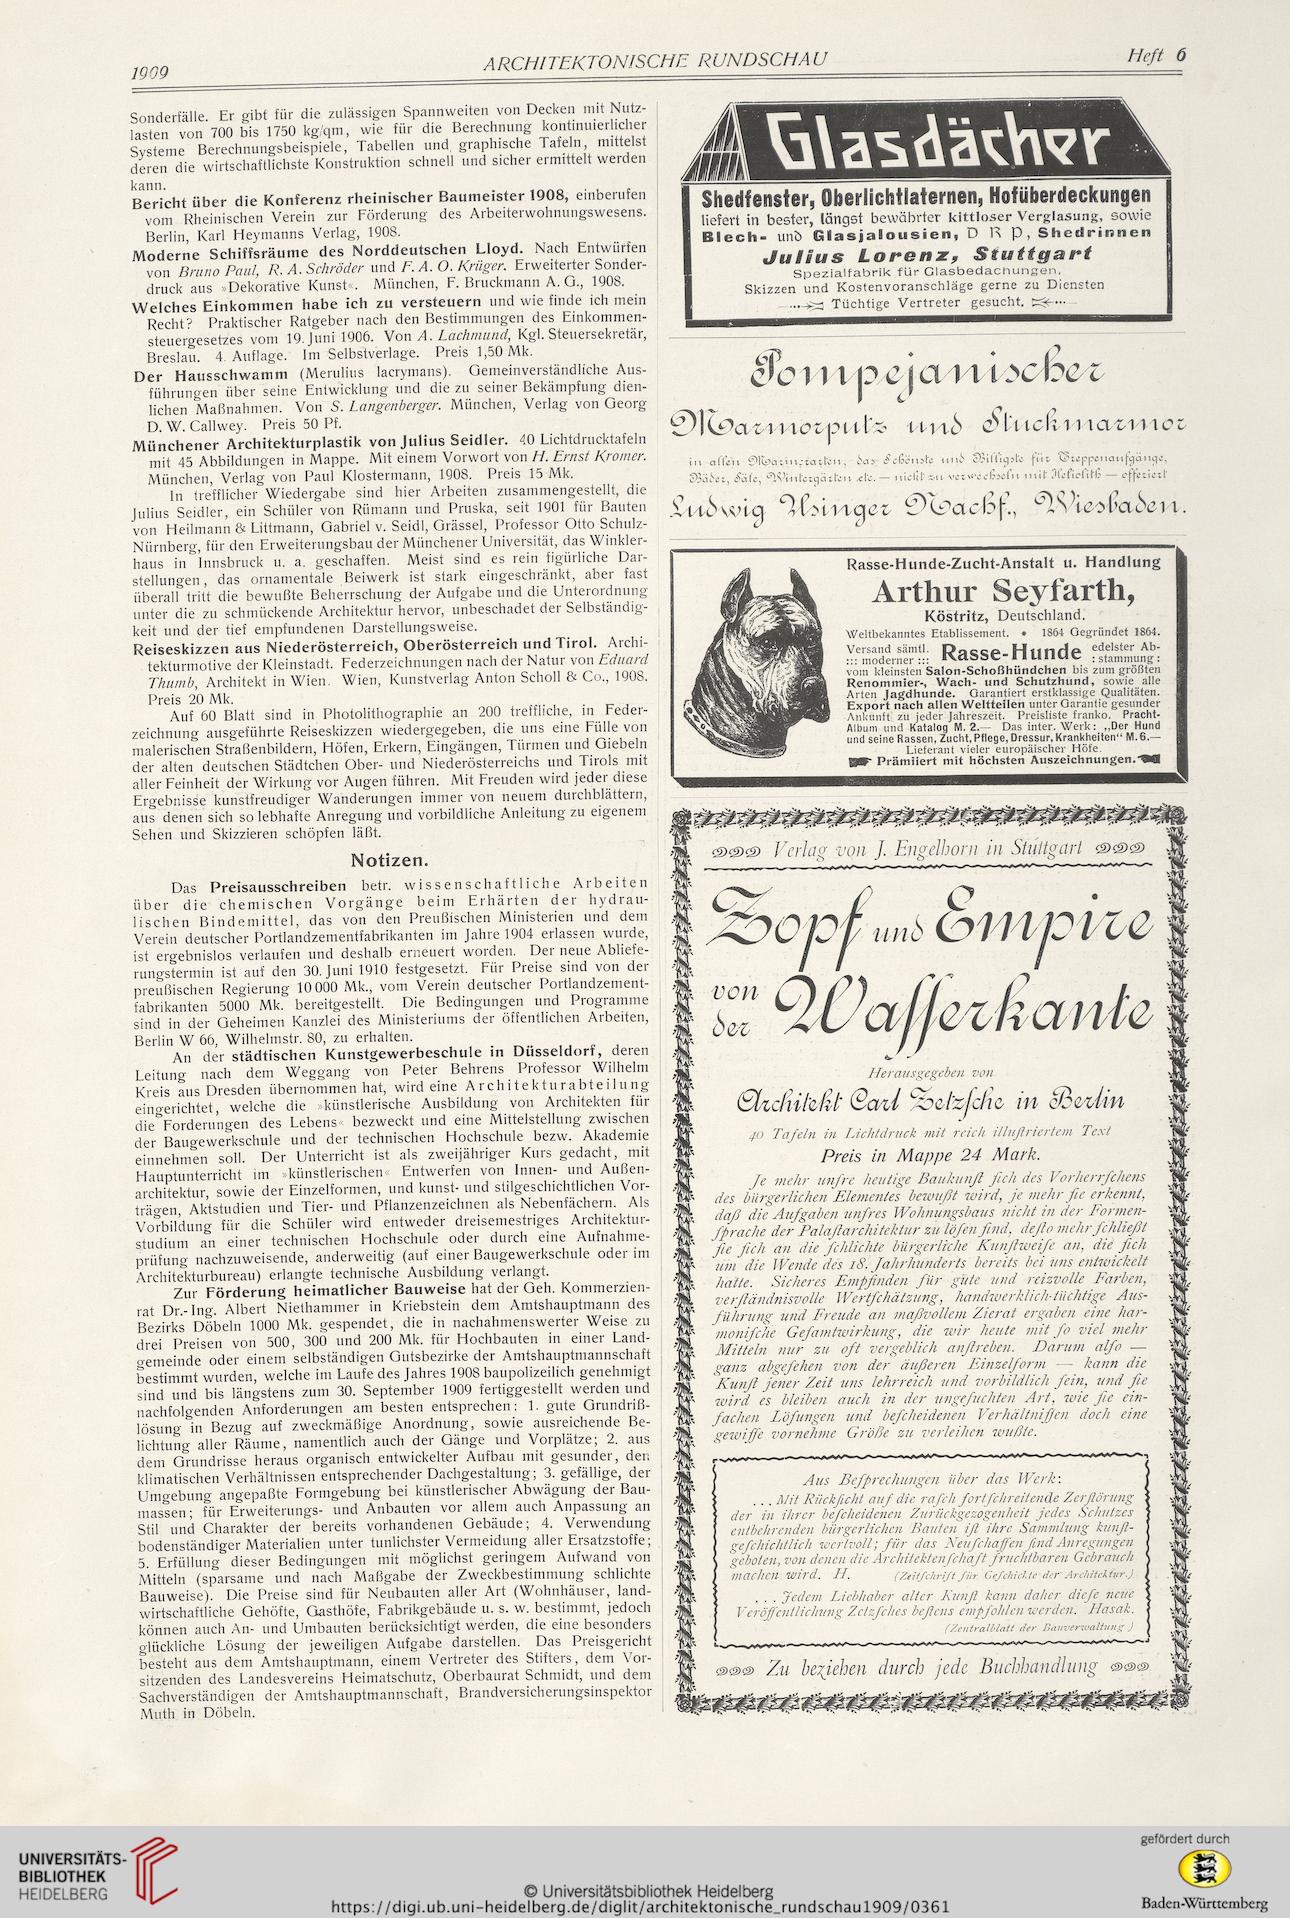 1909
ARCHITEKTONISCHE RUNDSCHAU
Heft 6
Sonderfälle. Er gibt für die zulässigen Spannweiten von Decken mit Nutz-
lasten von 700 bis 1750 kg/qm, wie für die Berechnung kontinuierlicher
Systeme Berechnungsbeispiele, Tabellen und graphische Tafeln, mittelst
deren die wirtschaftlichste Konstruktion schnell und sicher ermittelt werden
kann.
Bericht über die Konferenz rheinischer Baumeister 1908, einberufen
vom Rheinischen Verein zur Förderung des Arbeiterwohnungswesens.
Berlin, Karl Heymanns Verlag, 1908.
Moderne Schiffsräume des Norddeutschen Lloyd. Nach Entwürfen
von Bruno Paul, R. A. Schröder und F. A. O. Krüger. Erweiterter Sonder-
druck aus »Dekorative Kunst«. München, F. Bruckmann A. G., 1908.
Welches Einkommen habe ich zu versteuern und wie finde ich mein
Recht? Praktischer Ratgeber nach den Bestimmungen des Einkommen-
steuergesetzes vom 19. Juni 1906. Von A. Lachmund, Kgl. Steuersekretär,
Breslau. 4. Auflage. Im Selbstverlage. Preis 1,50 Mk.
Der Hausschwamm (Merulius lacrymans). Gemeinverständliche Aus-
führungen über seine Entwicklung und die zu seiner Bekämpfung dien-
lichen Maßnahmen. Von S. Langenberger. München, Verlag von Georg
D. W. Callwey. Preis 50 Pf.
Münchener Architekturplastik von Julius Seidler. 40 Lichtdrucktafeln
mit 45 Abbildungen in Mappe. Mit einem Vorwort von H. Ernst Kromer.
München, Verlag von Paul Klostermann, 1908. Preis 15 Mk.
In trefflicher Wiedergabe sind hier Arbeiten zusammengestellt, die
Julius Seidler, ein Schüler von Rümann und Pruska, seit 1901 für Bauten
von Heilmann & Littmann, Gabriel v. Seidl, Grässel, Professor Otto Schulz-
Nürnberg, für den Erweiterungsbau der Münchener Universität, das Winkler-
haus in Innsbruck u. a. geschaffen. Meist sind es rein figürliche Dar-
stellungen, das ornamentale Beiwerk ist stark eingeschränkt, aber fast
überall tritt die bewußte Beherrschung der Aufgabe und die Unterordnung
unter die zu schmückende Architektur hervor, unbeschadet der Selbständig-
keit und der tief empfundenen Darstellungsweise.
Reiseskizzen aus Niederösterreich, Oberösterreich und Tirol. Archi-
tekturmotive der Kleinstadt. Federzeichnungen nach der Natur von Eduard
Thumb, Architekt in Wien. Wien, Kunstverlag Anton Scholl & Co., 1908.
Preis 20 Mk.
Auf 60 Blatt sind in Photolithographie an 200 treffliche, in Feder-
zeichnung ausgeführte Reiseskizzen wiedergegeben, die uns eine Fülle von
malerischen Straßenbildern, Höfen, Erkern, Eingängen, Türmen und Giebeln
der alten deutschen Städtchen Ober- und Niederösterreichs und Tirols mit
aller Feinheit der Wirkung vor Augen führen. Mit Freuden wird jeder diese
Ergebnisse kunstfreudiger Wanderungen immer von neuem durchblättern,
aus denen sich so lebhafte Anregung und vorbildliche Anleitung zu eigenem
Sehen und Skizzieren schöpfen läßt.
Notizen.
Das Preisausschreiben betr. wissenschaftliche Arbeiten
über die chemischen Vorgänge beim Erhärten der hydrau-
lischen Bindemittel, das von den Preußischen Ministerien und dem
Verein deutscher Portlandzementfabrikanten im Jahre 1904 erlassen wurde,
ist ergebnislos verlaufen und deshalb erneuert worden. Der neue Abliefe-
rungstermin ist auf den 30. Juni 1910 festgesetzt. Für Preise sind von der
preußischen Regierung 10000 Mk., vom Verein deutscher Portlandzement-
fabrikanten 5000 Mk. bereitgestellt. Die Bedingungen und Programme
sind in der Geheimen Kanzlei des Ministeriums der öffentlichen Arbeiten,
Berlin W 66, Wilhelmstr. 80, zu erhalten.
An der städtischen Kunstgewerbeschule in Düsseldorf, deren
Leitung nach dem Weggang von Peter Behrens Professor Wilhelm
Kreis aus Dresden übernommen hat, wird eine Architekturabteilung
eingerichtet, welche die »künstlerische Ausbildung von Architekten für
die Forderungen des Lebens« bezweckt und eine Mittelstellung zwischen
der Baugewerkschule und der technischen Hochschule bezw. Akademie
einnehmen soll. Der Unterricht ist als zweijähriger Kurs gedacht, mit
Hauptunterricht im »künstlerischen« Entwerfen von Innen- und Außen-
architektur, sowie der Einzelformen, und kunst- und stilgeschichtlichen Vor-
trägen, Aktstudien und Tier- und Pflanzenzeichnen als Nebenfächern. Als
Vorbildung für die Schüler wird entweder dreisemestriges Architektur-
studium an einer technischen Hochschule oder durch eine Aufnahme-
prüfung nachzuweisende, anderweitig (auf einer Baugewerkschule oder im
Architekturbureau) erlangte technische Ausbildung verlangt.
Zur Förderung heimatlicher Bauweise hat der Geh. Kommerzien-
rat Dr.-Ing. Albert Niethammer in Kriebstein dem Amtshauptmann des
Bezirks Döbeln 1000 Mk. gespendet, die in nachahmenswerter Weise zu
drei Preisen von 500, 300 und 200 Mk. für Hochbauten in einer Land-
gemeinde oder einem selbständigen Gutsbezirke der Amtshauptmannschaft
bestimmt wurden, welche im Laufe des Jahres 1908 baupolizeilich genehmigt
sind und bis längstens zum 30. September 1909 fertiggestellt werden und
nachfolgenden Anforderungen am besten entsprechen: 1. gute Grundriß-
lösung in Bezug auf zweckmäßige Anordnung, sowie ausreichende Be-
lichtung aller Räume, namentlich auch der Gänge und Vorplätze; 2. aus
dem Grundrisse heraus organisch entwickelter Aufbau mit gesunder, den
klimatischen Verhältnissen entsprechender Dachgestaltung; 3. gefällige, der
Umgebung angepaßte Formgebung bei künstlerischer Abwägung der Bau-
massen; für Erweiterungs- und Anbauten vor allem auch Anpassung an
Stil und Charakter der bereits vorhandenen Gebäude; 4. Verwendung
bodenständiger Materialien unter tunlichster Vermeidung aller Ersatzstoffe;
5. Erfüllung dieser Bedingungen mit möglichst geringem Aufwand von
Mitteln (sparsame und nach Maßgabe der Zweckbestimmung schlichte
Bauweise). Die Preise sind für Neubauten aller Art (Wohnhäuser, land-
wirtschaftliche Gehöfte, Gasthöfe, Fabrikgebäude u. s. w. bestimmt, jedoch
können auch An- und Umbauten berücksichtigt werden, die eine besonders
glückliche Lösung der jeweiligen Aufgabe darstellen. Das Preisgericht
besteht aus dem Amtshauptmann, einem Vertreter des Stifters, dem Vor-
sitzenden des Landesvereins Heimatschutz, Oberbaurat Schmidt, und dem
Sachverständigen der Amtshauptmannschaft, Brandversicherungsinspektor
Muth in Döbeln.
Glasdächer
Shedfenster, Oberlichtlaternen, Hofüberdeckungen
liefert in bester, längst bewährter kittloser Verglasung, sowie
Blech- und Glasjalousien, D R P, Shedrinnen
Julius Lorenz, Stuttgart
Spezialfabrik für Glasbedachungen.
Skizzen und Kostenvoranschläge gerne zu Diensten
Tüchtige Vertreter gesucht.
Pompejanischer
Marmorputz und Stuckmarmor
in allen Marmorarten, das Schönste und Billigste für Treppenaufgänge,
Bäder, Säle, Wintergärten etc. — nicht zu verwechseln mit Heliolith — offeriert
Ludwig Usinger Nachf., Wiesbaden.
Rasse-Hunde-Zucht-Anstalt u. Handlung
Arthur Seyfarth,
Köstritz, Deutschland.
Weltbekanntes Etablissement. • 1864 Gegründet 1864.
Versand sämtl. ::: moderner ::: Rasse-Hunde edelster Ab- : stammung :
vom kleinsten Salon-Schoßhündchen bis zum größten
Renommier-, Wach- und Schutzhund, sowie alle
Arten Jagdhunde. Garantiert erstklassige Qualitäten.
Export nach allen Weltteilen unter Garantie gesunder
Ankunft zu jeder Jahreszeit. Preisliste franko. Pracht-
Album und Katalog M. 2.— Das inter. Werk: „Der Hund
und seine Rassen, Zucht, Pflege, Dressur, Krankheiten“ M. 6.—
Lieferant vieler europäischer Höfe.
Prämiiert mit höchsten Auszeichnungen.
Verlag von J. Engelhorn in Stuttgart
Zopf und Empire
von der Wasserkante
Herausgegeben von
Architekt Carl Zetzsche in Berlin
40 Tafeln in Lichtdruck mit reich illustriertem Text
Preis in Mappe 24 Mark.
Je mehr unsre heutige Baukunst sich des Vorherrschens
des bürgerlichen Elementes bewußt wird, je mehr sie erkennt,
daß die Aufgaben unsres Wohnungsbaus nicht in der Formen-
sprache der Palastarchitektur zu lösen sind, desto mehr schließt
sie sich an die schlichte bürgerliche Kunstweise an, die sich
um die Wende des 18. Jahrhunderts bereits bei uns entwickelt
hatte. Sicheres Empfinden für gute und reizvolle Farben,
verständnisvolle Wertschätzung, handwerklich-tüchtige Aus-
führung und Freude an maßvollem Zierat ergaben eine har-
monische Gesamtwirkung, die wir heute mit so viel mehr
Mitteln nur zu oft vergeblich anstreben. Darum also —
ganz abgesehen von der äußeren Einzelform — kann die
Kunst jener Zeit uns lehrreich und vorbildlich sein, und sie
wird es bleiben auch in der ungesuchten Art, wie sie ein-
fachen Lösungen und bescheidenen Verhältnissen doch eine
gewisse vornehme Größe zu verleihen wußte.
Aus Besprechungen über das Werk:
. . . Mit Rücksicht auf die rasch fortschreitende Zerstörung
der in ihrer bescheidenen Zurückgezogenheit jedes Schutzes
entbehrenden bürgerlichen Bauten ist ihre Sammlung kunst-
geschichtlich wertvoll; für das Neuschaffen sind Anregungen
geboten, von denen die Architektenschaft fruchtbaren Gebrauch
machen wird. H. (Zeitschrift für Geschichte der Architektur.)
. . . Jedem Liebhaber alter Kunst kann daher diese neue
Veröffentlichung Zetzsches bestens empfohlen werden. Hasak.
(Zentralblatt der Bauverwaltung.)
Zu beziehen durch jede Buchhandlung
UNIVERSITÄTS-
BIBLIOTHEK
HEIDELBERG
© Universitätsbibliothek Heidelberg
https://digi.ub.uni-heidelberg.de/diglit/architektonische_rundschau1909/0361
gefördert durch
Baden-Württemberg